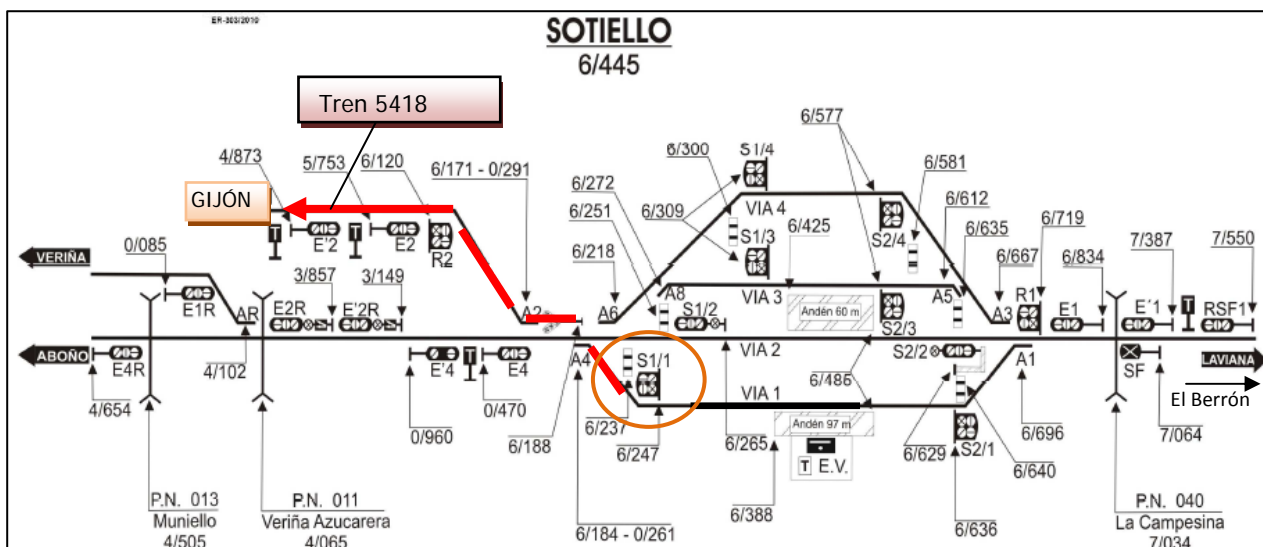 ER-303/2010
SOTIELLO
6/445
Tren 5418
GIJÓN
4/873
5/753
6/120
6/171 - 0/291
E'2
E2
R2
6/272
6/251
6/218
6/300
6/309
S1/4
S1/3
6/577
6/581
6/612
6/635
6/667
6/719
6/834
7/387
7/550
VIA 4
6/425
S2/4
VERIÑA
0/085
E1R
AR
3/857
3/149
E2R
E'2R
A2
A6
A8
S1/2
VIA 3
Andén 60 m
S2/3
A5
A3
R1
E1
E'1
RSF1
ABOÑO
E4R
4/654
4/102
E'4
E4
0/960
0/470
A4
6/188
S1/1
6/237
6/247
VIA 2
VIA 1
6/486
S2/2
A1
SF
LAVIANA
El Berrón
7/064
6/265
Andén 97 m
T E.V.
6/388
6/629
S2/1
6/640
6/636
6/696
6/184 - 0/261
P.N. 013
Muniello
4/505
P.N. 011
Veriña Azucarera
4/065
P.N. 040
La Campesina
7/034
T
T
T
T